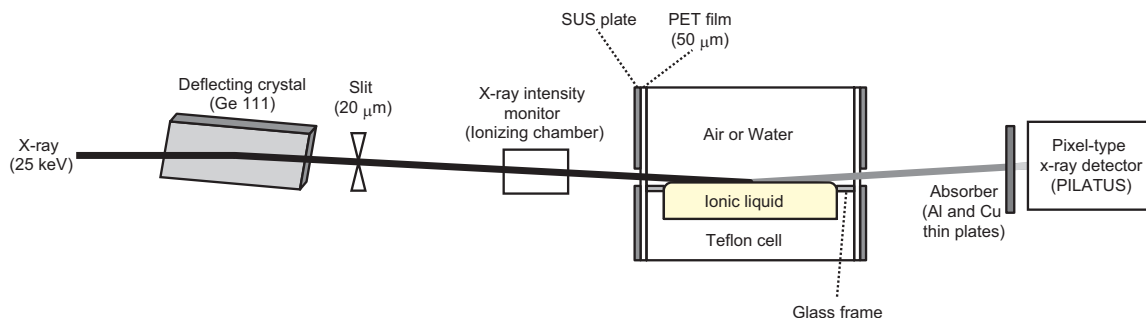 SUS plate
PET film
(50 μm)
Deflecting crystal
(Ge 111)
Slit
(20 μm)
X-ray intensity
monitor
(Ionizing chamber)
Air or Water
X-ray
(25 keV)
Pixel-type
x-ray detector
(PILATUS)
Absorber
(Al and Cu
thin plates)
Ionic liquid
Teflon cell
Glass frame